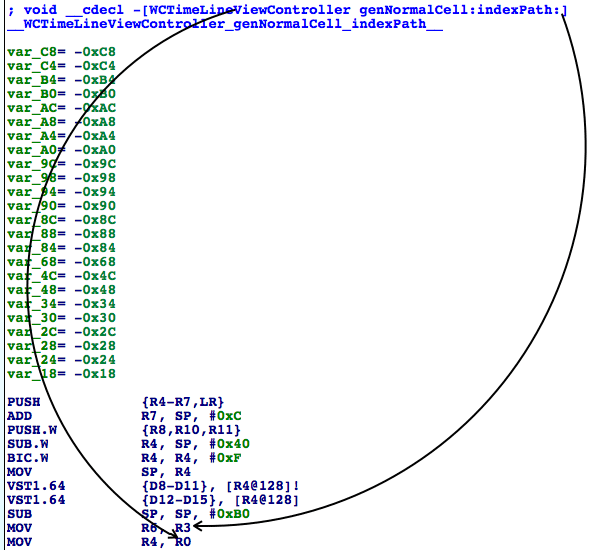 ; void __cdecl -[WCTimeLineViewController genNormalCell:indexPath:]
__WCTimeLineViewController_genNormalCell_indexPath__
var_C8= -0xC8
var_C4= -0xC4
var_B4= -0xB4
var_B0= -0xB0
var_AC= -0xAC
var_A8= -0xA8
var_A4= -0xA4
var_A0= -0xA0
var_9C= -0x9C
var_98= -0x98
var_94= -0x94
var_90= -0x90
var_8C= -0x8C
var_88= -0x88
var_84= -0x84
var_68= -0x68
var_4C= -0x4C
var_48= -0x48
var_34= -0x34
var_30= -0x30
var_2C= -0x2C
var_28= -0x28
var_24= -0x24
var_18= -0x18
PUSH {R4-R7,LR}
ADD R7, SP, #0xC
PUSH.W {R8,R10,R11}
SUB.W R4, SP, #0x40
BIC.W R4, R4, #0xF
MOV SP, R4
VST1.64 {D8-D11}, [R4@128]!
VST1.64 {D12-D15}, [R4@128]
SUB SP, SP, #0xB0
MOV R6, R3
MOV R4, R0